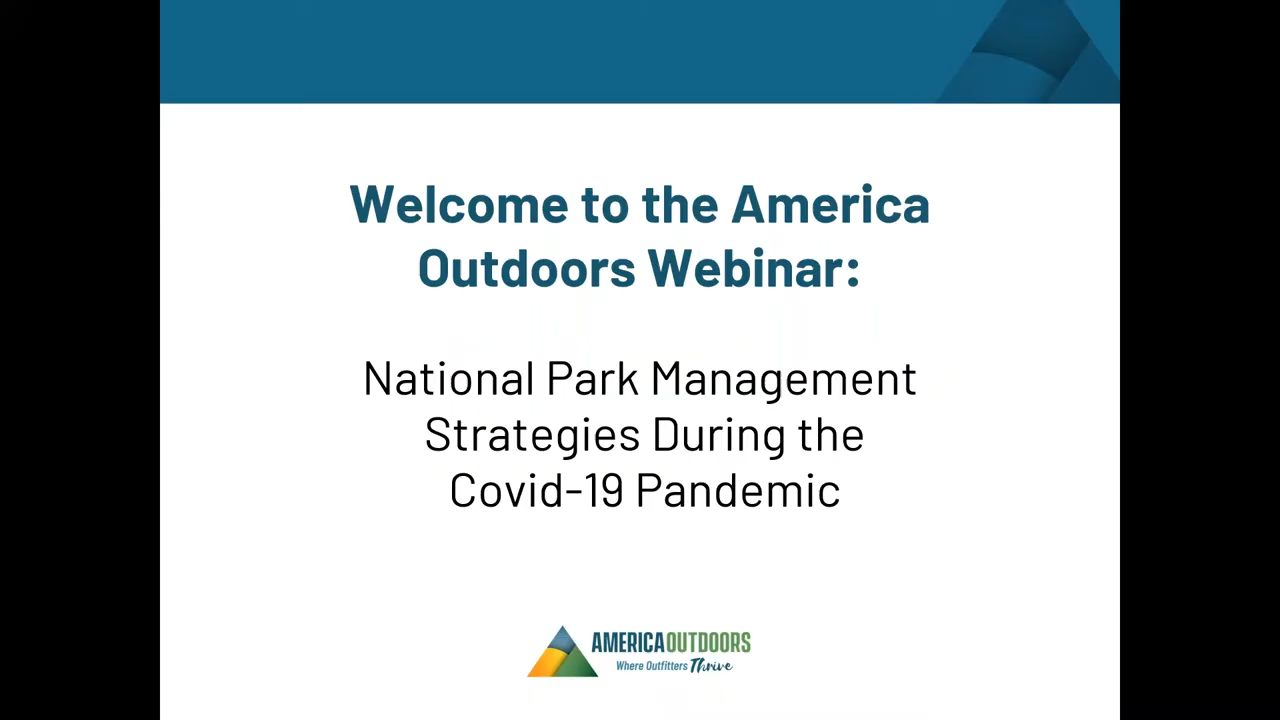 Welcome to the America
Outdoors Webinar:
National Park Management
Strategies During the
Covid-19 Pandemic
AMERICA OUTDOORS
Where Outfitters Thrive